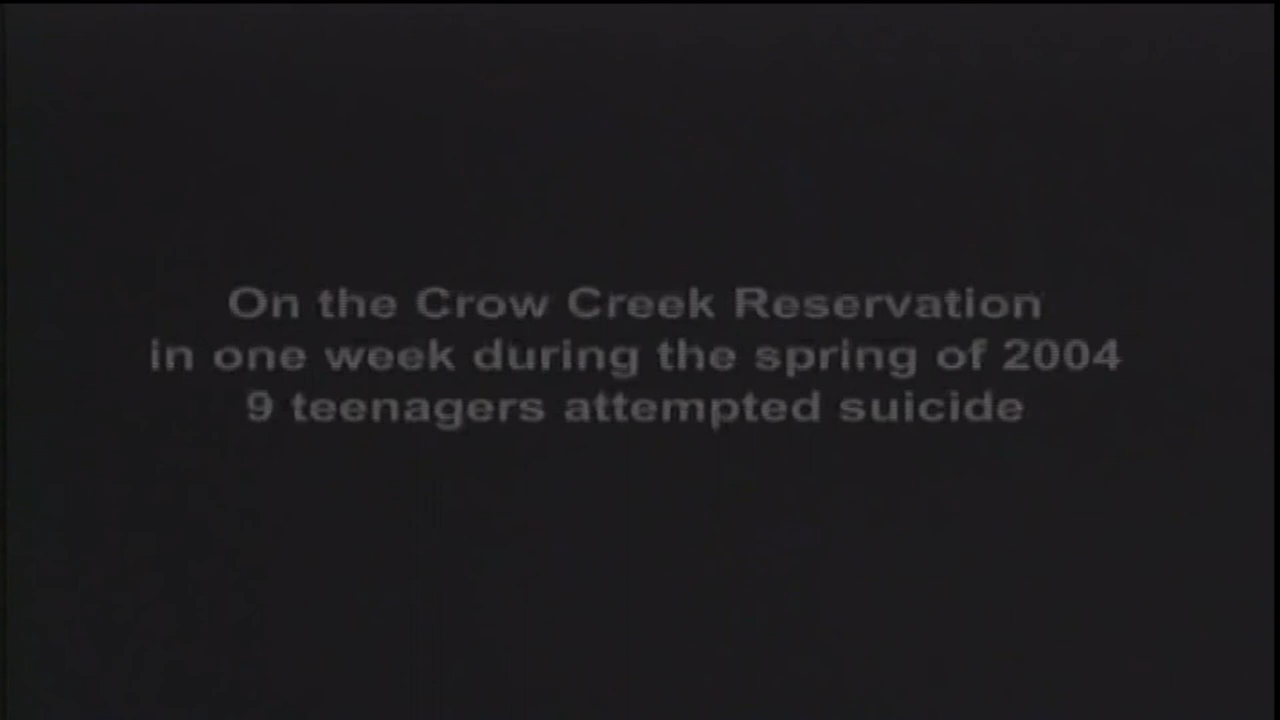 On the Crow Creek Reservation
in one week during the spring of 2004
9 teenagers attempted suicide